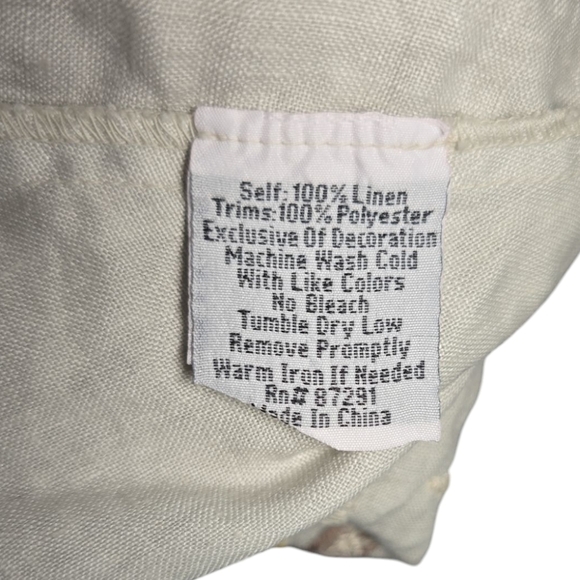 Self: 100% Linen
Trims:100% Polyester
Exclusive Of Decoration
Machine Wash Cold
With Like Colors
No Bleach
Tumble Dry Low
Remove Promptly
Warm Iron If Needed
Rn# 87291
Made In China